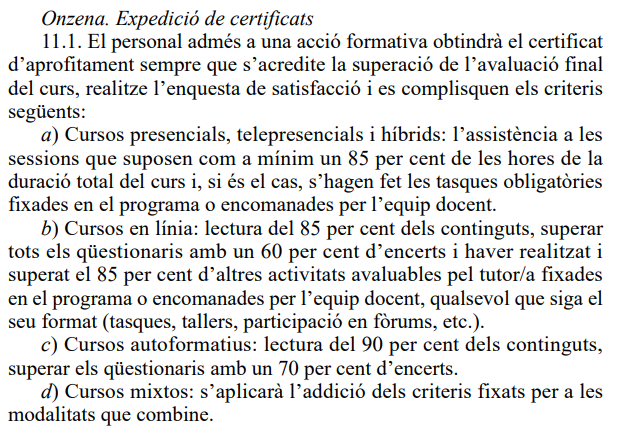 Onzena. Expedició de certificats
11.1. El personal admés a una acció formativa obtindrà el certificat
d’aprofitament sempre que s’acredite la superació de l’avaluació final
del curs, realitze l’enquesta de satisfacció i es complisquen els criteris
següents:
a) Cursos presencials, telepresencials i híbrids: l’assistència a les
sessions que suposen com a mínim un 85 per cent de les hores de la
duració total del curs i, si és el cas, s’hagen fet les tasques obligatòries
fixades en el programa o encomanades per l’equip docent.
b) Cursos en línia: lectura del 85 per cent dels continguts, superar
tots els qüestionaris amb un 60 per cent d’encerts i haver realitzat i
superat el 85 per cent d’altres activitats avaluables pel tutor/a fixades
en el programa o encomanades per l’equip docent, qualsevol que siga el
seu format (tasques, tallers, participació en fòrums, etc.).
c) Cursos autoformatius: lectura del 90 per cent dels continguts,
superar els qüestionaris amb un 70 per cent d’encerts.
d) Cursos mixtos: s’aplicarà l’addició dels criteris fixats per a les
modalitats que combine.